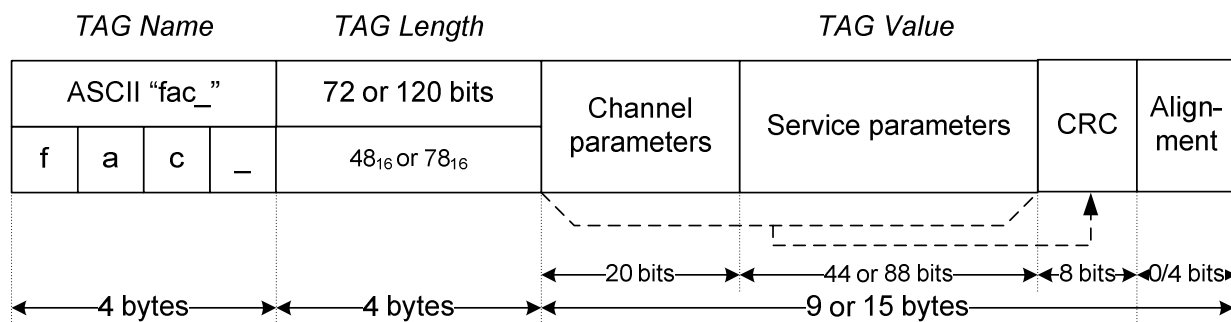 TAG Name TAG Length TAG Value
ASCII “fac_” 72 or 120 bits Channel parameters Service parameters CRC Align-ment
f a c _ 48₁₆ or 78₁₆
20 bits 44 or 88 bits 8 bits 0/4 bits
4 bytes 4 bytes 9 or 15 bytes